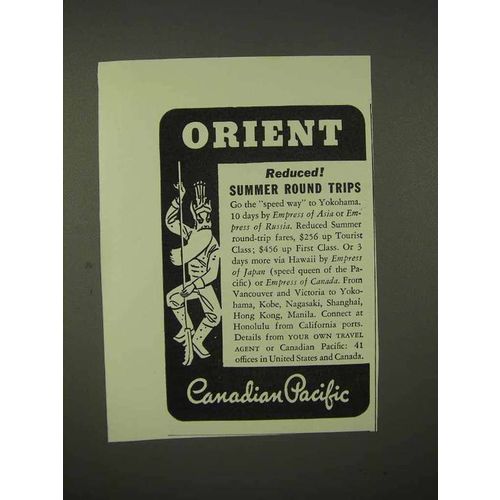 ORIENT
Reduced!
SUMMER ROUND TRIPS
Go the "speed way" to Yokohama.
10 days by Empress of Asia or Em-
press of Russia. Reduced Summer
round-trip fares, $256 up Tourist
Class; $456 up First Class. Or 3
days more via Hawaii by Empress
of Japan (speed queen of the Pa-
cific) or Empress of Canada. From
Vancouver and Victoria to Yoko-
hama, Kobe, Nagasaki, Shanghai,
Hong Kong, Manila. Connect at
Honolulu from California ports.
Details from YOUR OWN TRAVEL
AGENT or Canadian Pacific: 41
offices in United States and Canada.
Canadian Pacific